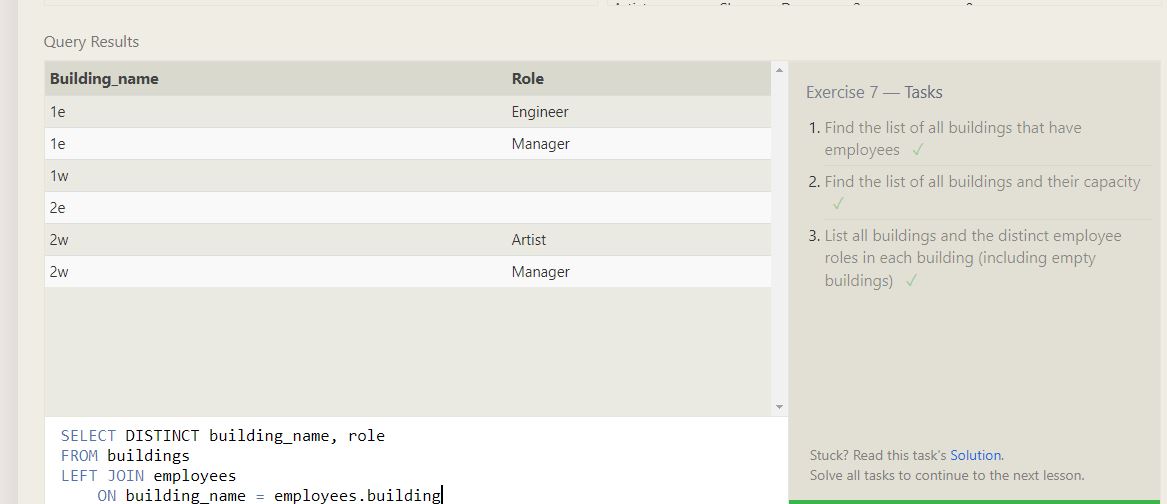 Query Results
Building_name Role
1e Engineer
1e Manager
1w
2e
2w Artist
2w Manager
SELECT DISTINCT building_name, role
FROM buildings
LEFT JOIN employees
ON building_name = employees.building
Exercise 7 — Tasks
1. Find the list of all buildings that have
employees ✓
2. Find the list of all buildings and their capacity
✓
3. List all buildings and the distinct employee
roles in each building (including empty
buildings) ✓
Stuck? Read this task's Solution.
Solve all tasks to continue to the next lesson.